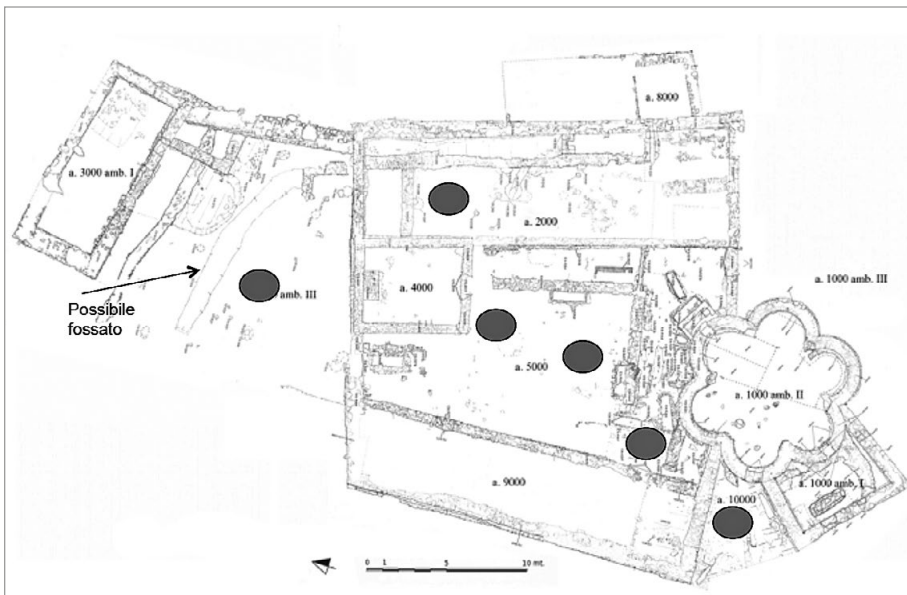 a. 8000
a. 3000 amb. I
a. 2000
Possibile
fossato
amb. III
a. 4000
a. 1000 amb. III
a. 5000
a. 1000 amb. II
a. 9000
a. 1000 amb. I
a. 10000
0 1 5 10 mt.